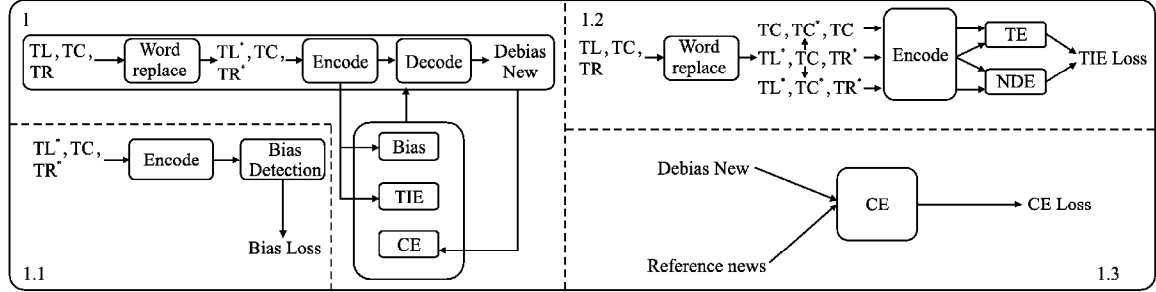 1
TL, TC,
TR
Word
replace
TL*, TC,
TR*
Encode
Decode
Debias
New
Bias
TIE
CE
TL*, TC,
TR*
Encode
Bias
Detection
Bias Loss
1.1
1.2
TL, TC,
TR
Word
replace
TC, TC*, TC
TL*, TC, TR*
TL*, TC*, TR*
Encode
TE
NDE
TIE Loss
Debias New
Reference news
CE
CE Loss
1.3